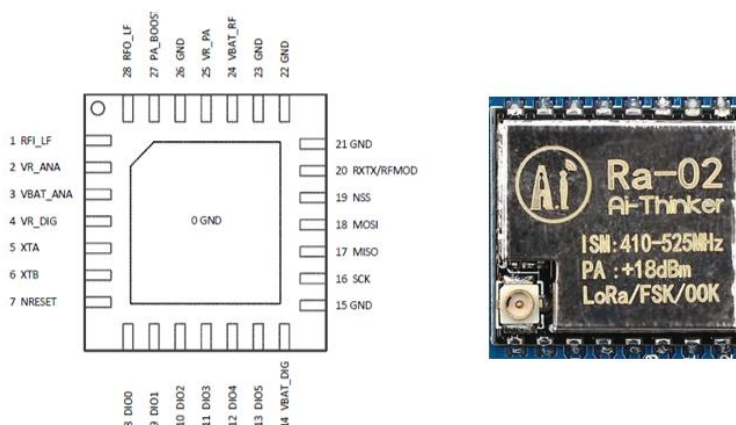 28 RFO_LF
27 PA_BOOST
26 GND
25 VR_PA
24 VBAT_RF
23 GND
22 GND
1 RFI_LF
2 VR_ANA
3 VBAT_ANA
4 VR_DIG
5 XTA
6 XTB
7 NRESET
0 GND
21 GND
20 RXTX/RFMOD
19 NSS
18 MOSI
17 MISO
16 SCK
15 GND
8 DIO0
9 DIO1
10 DIO2
11 DIO3
12 DIO4
13 DIO5
14 VBAT_DIG
Ai
Ra-02
Ai-Thinker
ISM:410-525MHz
PA :+18dBm
LoRa/FSK/OOK